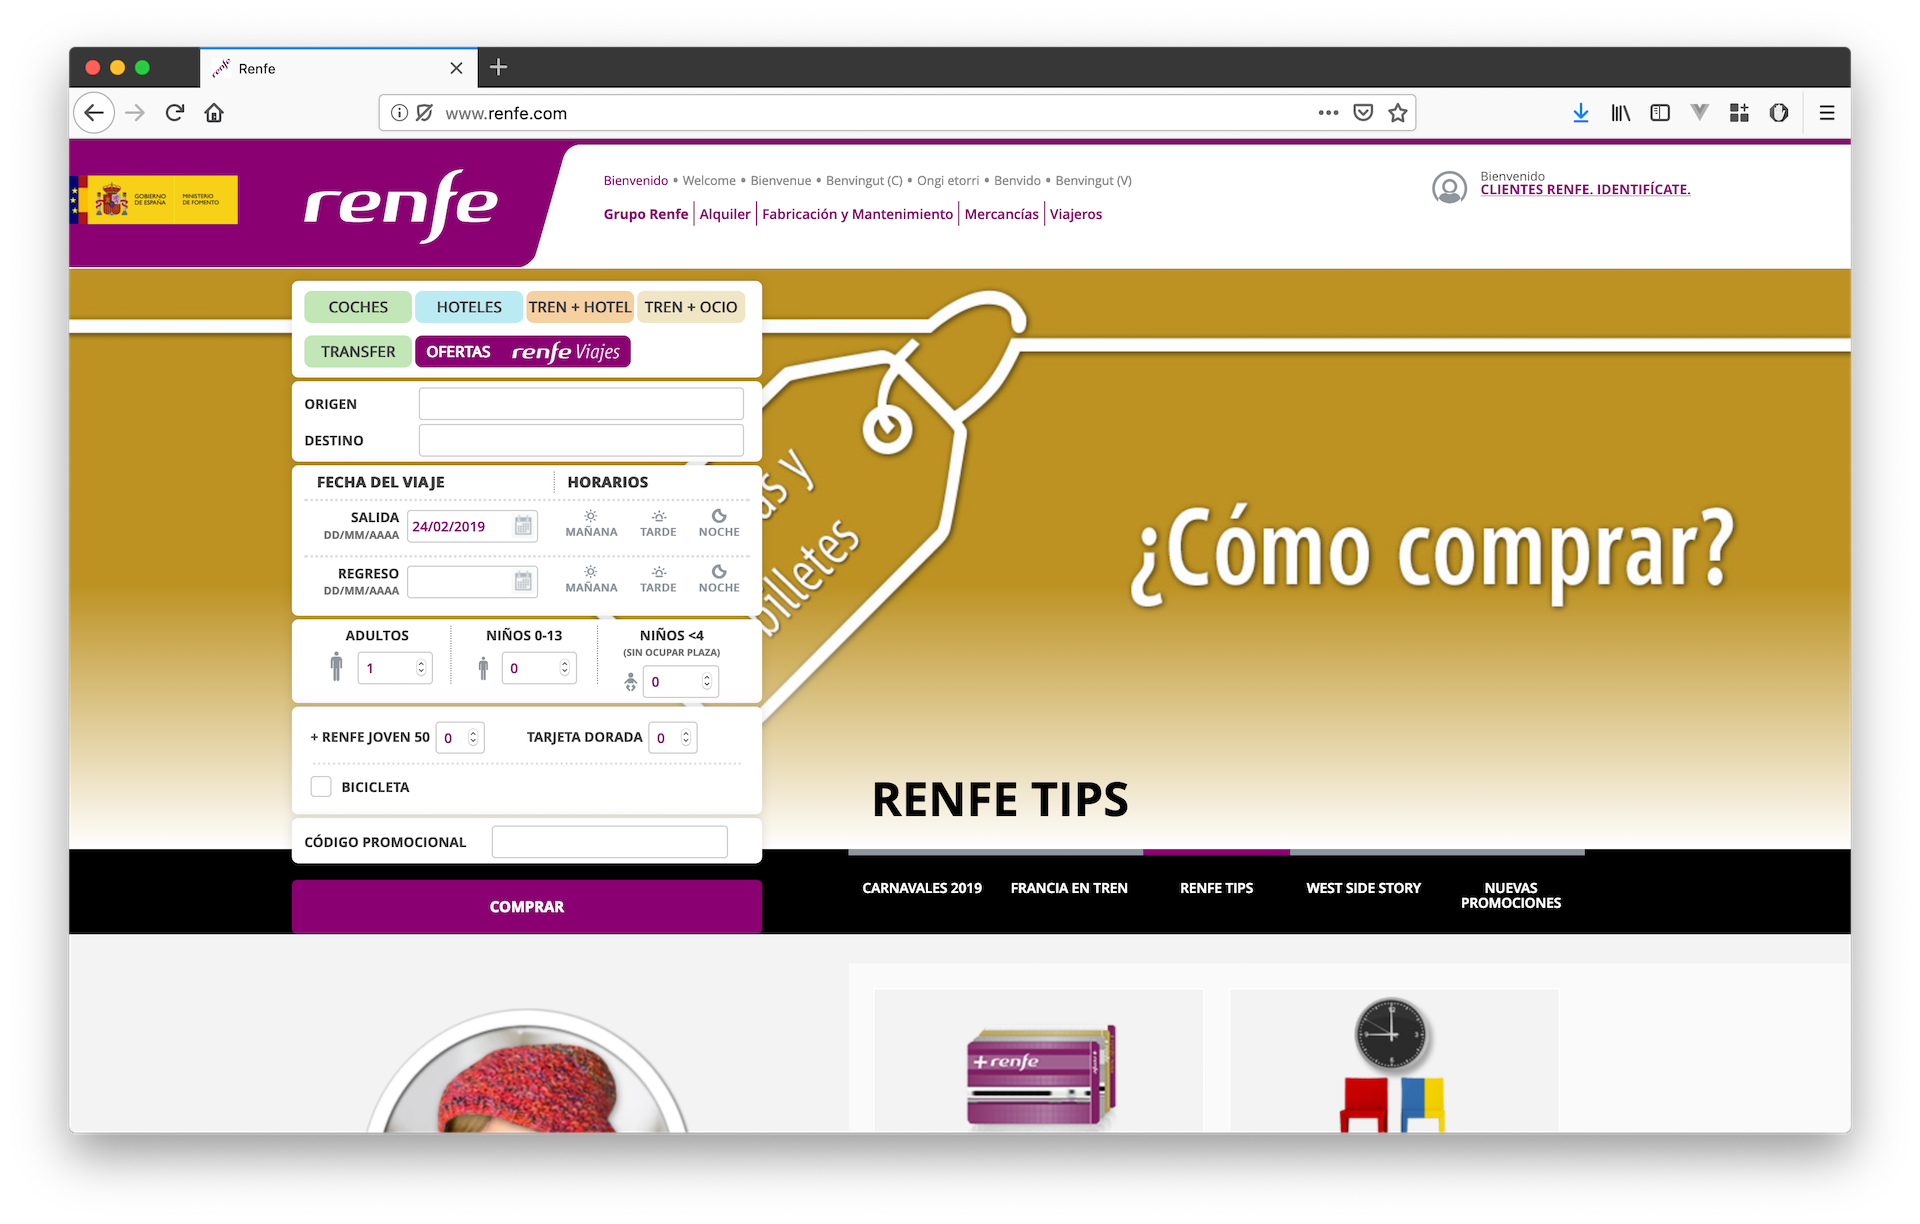 renfe Renfe
www.renfe.com
GOBIERNO DE ESPAÑA
MINISTERIO DE FOMENTO
renfe
Bienvenido • Welcome • Bienvenue • Benvingut (C) • Ongi etorri • Benvido • Benvingut (V)
Grupo Renfe | Alquiler | Fabricación y Mantenimiento | Mercancías | Viajeros
Bienvenido
CLIENTES RENFE. IDENTIFÍCATE.
COCHES HOTELES TREN + HOTEL TREN + OCIO
TRANSFER OFERTAS renfe Viajes
ORIGEN
DESTINO
FECHA DEL VIAJE HORARIOS
SALIDA
DD/MM/AAAA 24/02/2019 MAÑANA TARDE NOCHE
REGRESO
DD/MM/AAAA MAÑANA TARDE NOCHE
ADULTOS NIÑOS 0-13 NIÑOS <4
(SIN OCUPAR PLAZA)
1 0 0
+ RENFE JOVEN 50 0 TARJETA DORADA 0
BICICLETA
CÓDIGO PROMOCIONAL
COMPRAR
y
billetes
¿Cómo comprar?
RENFE TIPS
CARNAVALES 2019 FRANCIA EN TREN RENFE TIPS WEST SIDE STORY NUEVAS
PROMOCIONES
+renfe
12
9 3
6